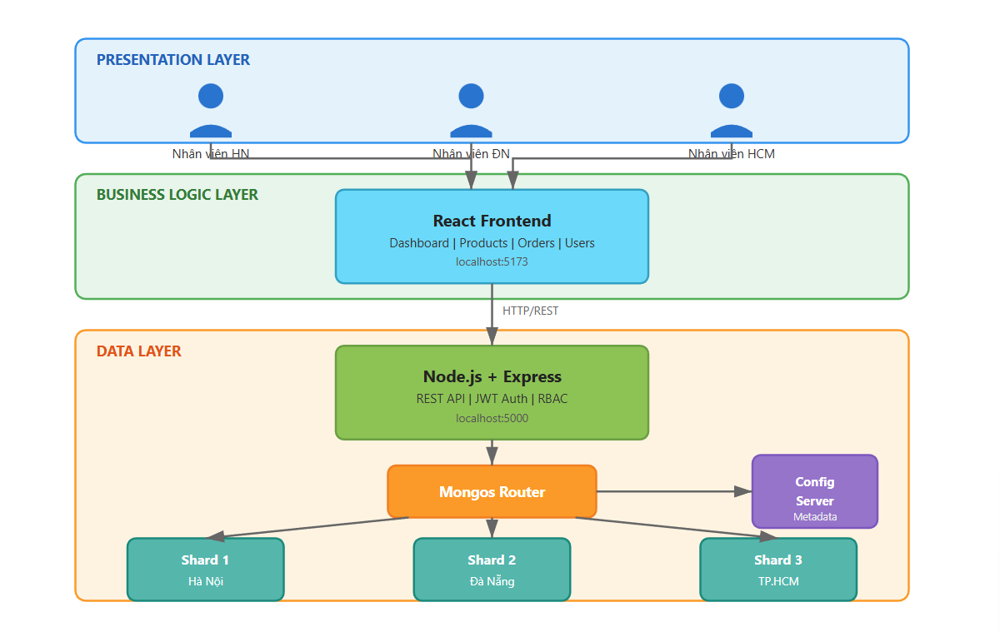 PRESENTATION LAYER
Nhân viên HN
Nhân viên ĐN
Nhân viên HCM
BUSINESS LOGIC LAYER
React Frontend
Dashboard | Products | Orders | Users
localhost:5173
HTTP/REST
DATA LAYER
Node.js + Express
REST API | JWT Auth | RBAC
localhost:5000
Mongos Router
Config
Server
Metadata
Shard 1
Hà Nội
Shard 2
Đà Nẵng
Shard 3
TP.HCM